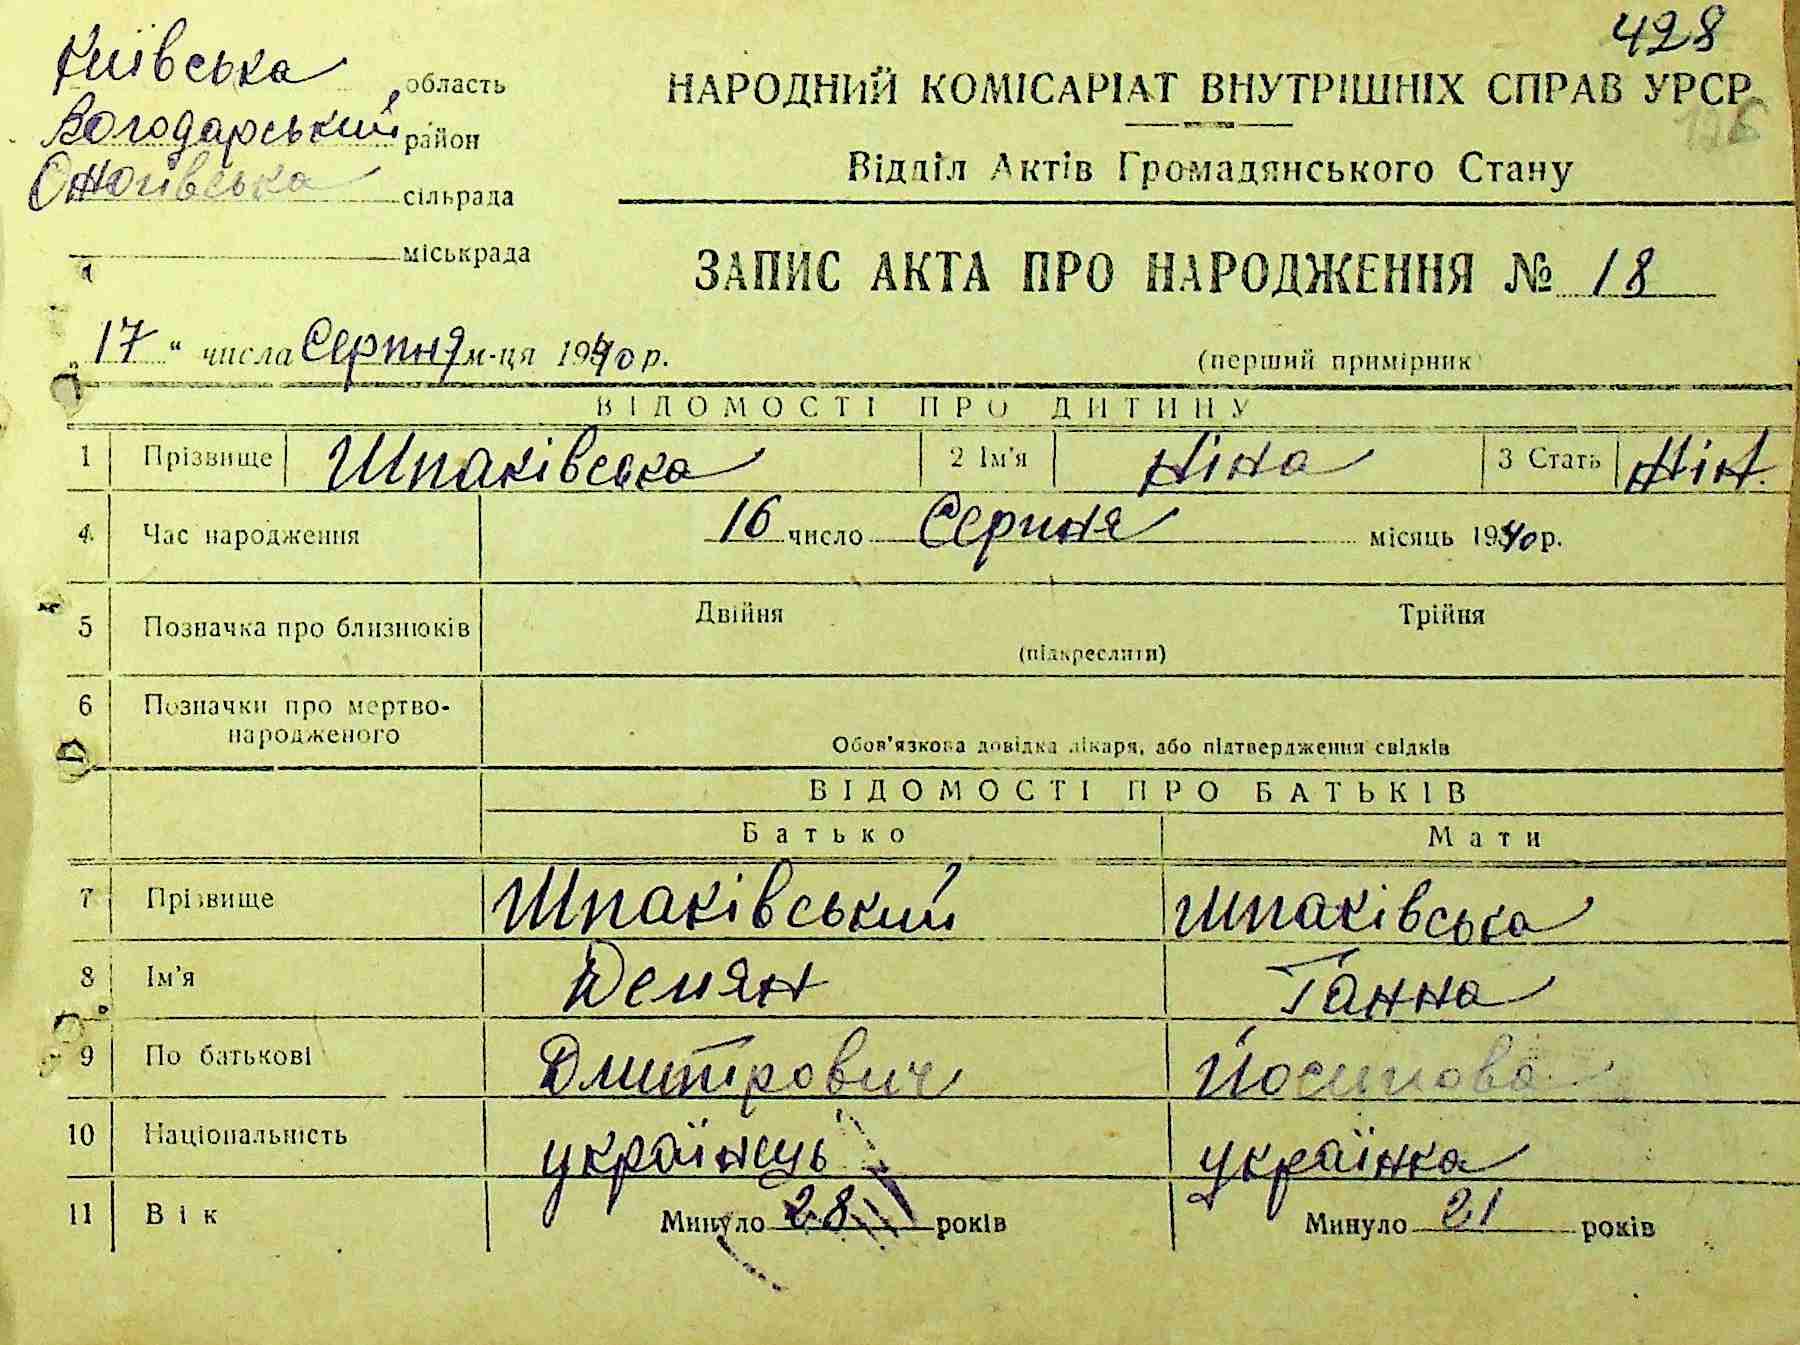 428
Київська область
Вогодарський район
сільрада
міськрада
НАРОДНИЙ КОМІСАРІАТ ВНУТРІШНІХ СПРАВ УРСР
Відділ Актів Громадянського Стану
ЗАПИС АКТА ПРО НАРОДЖЕННЯ № 18
„17“ числа Серпня м-ця 1940 р.
(перший примірник)
ВІДОМОСТІ ПРО ДИТИНУ
1 Прізвище Шпаківська 2 Ім'я Ніна 3 Стать жін.
4. Час народження 16 число Серпня місяць 1940 р.
5 Позначка про близнюків Двійня Трійня
(підкреслити)
6 Позначки про мертво-
народженого
Обов'язкова довідка лікаря, або підтвердження свідків
ВІДОМОСТІ ПРО БАТЬКІВ
Батько Мати
7 Прізвище Шпаківський Шпаківська
8 Ім'я Демян Ганна
9 По батькові Дмитрович Йосипова
10 Національність українець українка
11 Вік Минуло 28 років Минуло 21 років